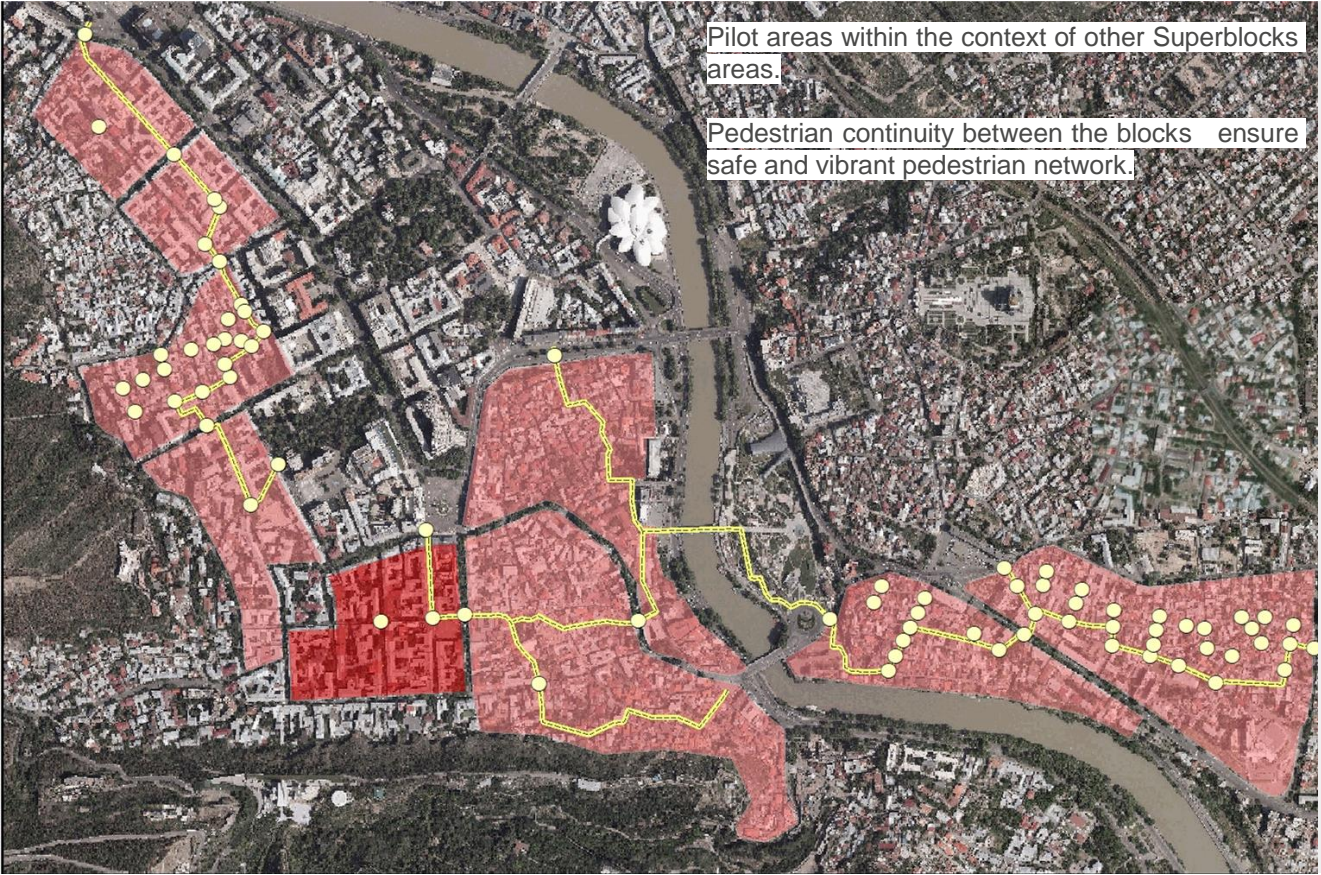 Pilot areas within the context of other Superblocks
areas.
Pedestrian continuity between the blocks ensure
safe and vibrant pedestrian network.